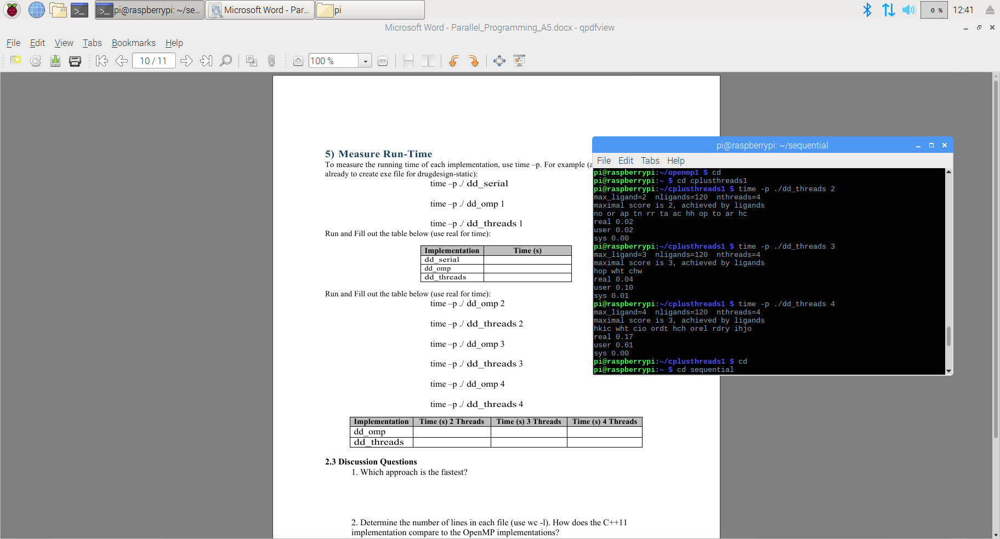 pi@raspberrypi: ~/se...
Microsoft Word - Par...
pi
0 %
12:41
Microsoft Word - Parallel_Programming_A5.docx - qpdfview
File Edit View Tabs Bookmarks Help
10 / 11
100 %
5) Measure Run-Time
To measure the running time of each implementation, use time –p. For example (a
already to create exe file for drugdesign-static):
time –p ./ dd_serial
time –p ./ dd_omp 1
time –p ./ dd_threads 1
Run and Fill out the table below (use real for time):
Implementation Time (s)
dd_serial
dd_omp
dd_threads
Run and Fill out the table below (use real for time):
time –p ./ dd_omp 2
time –p ./ dd_threads 2
time –p ./ dd_omp 3
time –p ./ dd_threads 3
time –p ./ dd_omp 4
time –p ./ dd_threads 4
Implementation Time (s) 2 Threads Time (s) 3 Threads Time (s) 4 Threads
dd_omp
dd_threads
2.3 Discussion Questions
1. Which approach is the fastest?
2. Determine the number of lines in each file (use wc -l). How does the C++11
implementation compare to the OpenMP implementations?
pi@raspberrypi: ~/sequential
File Edit Tabs Help
pi@raspberrypi:~/openmp1 $ cd
pi@raspberrypi:~ $ cd cplusthreads1
pi@raspberrypi:~/cplusthreads1 $ time -p ./dd_threads 2
max_ligand=2  nligands=120  nthreads=4
maximal score is 2, achieved by ligands
no or ap tn rr ta ac hh op to ar hc
real 0.02
user 0.02
sys 0.00
pi@raspberrypi:~/cplusthreads1 $ time -p ./dd_threads 3
max_ligand=3  nligands=120  nthreads=4
maximal score is 3, achieved by ligands
hop wht chw
real 0.04
user 0.10
sys 0.01
pi@raspberrypi:~/cplusthreads1 $ time -p ./dd_threads 4
max_ligand=4  nligands=120  nthreads=4
maximal score is 3, achieved by ligands
hkic wht cio ordt hch orel rdry ihjo
real 0.17
user 0.61
sys 0.00
pi@raspberrypi:~/cplusthreads1 $ cd
pi@raspberrypi:~ $ cd sequential